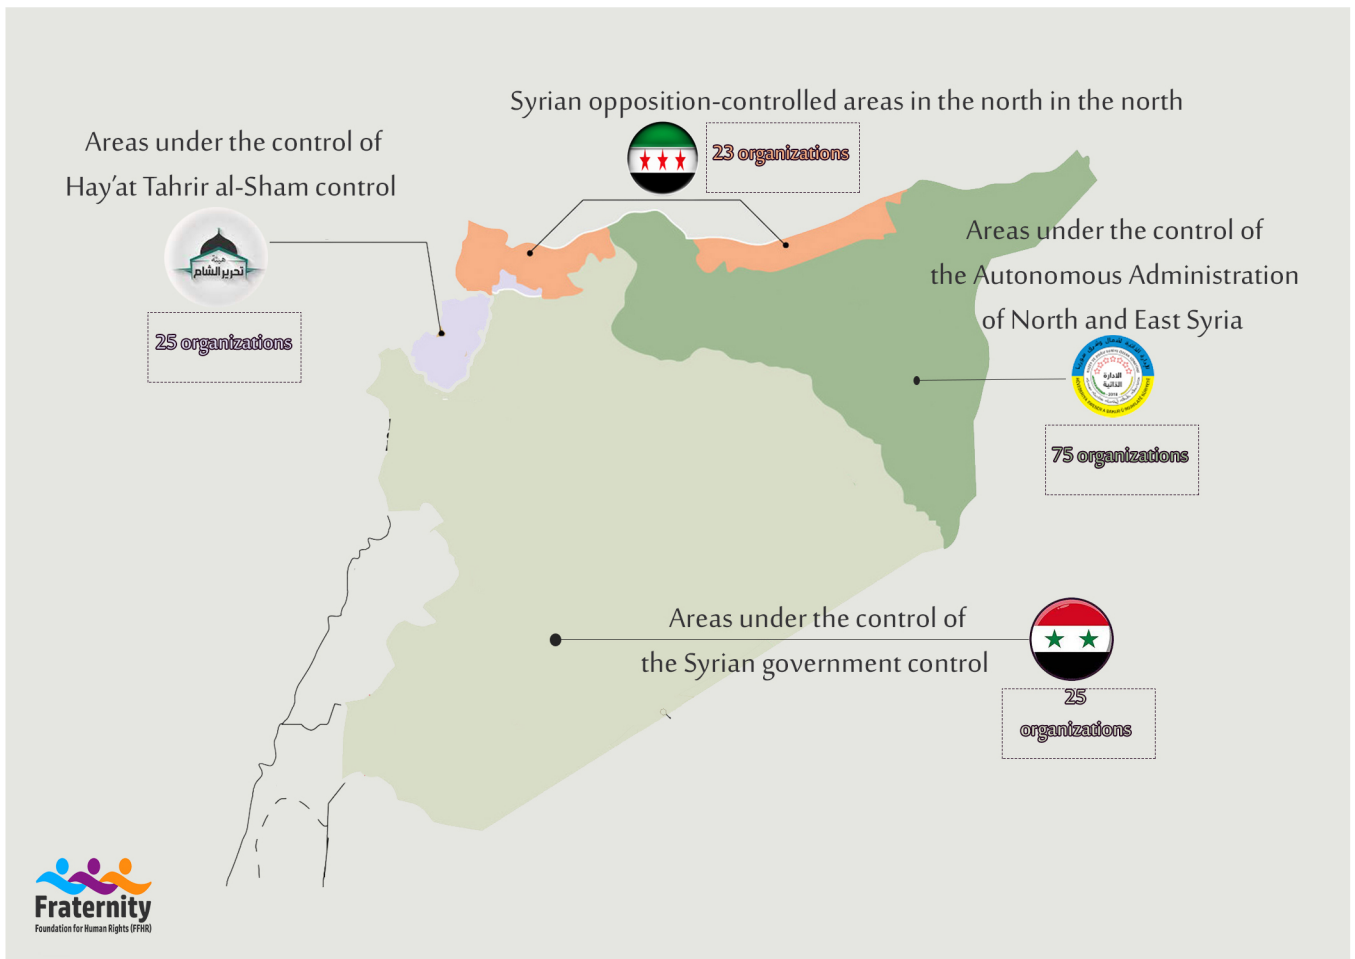 Syrian opposition-controlled areas in the north in the north
23 organizations
Areas under the control of
Hay'at Tahrir al-Sham control
هيئة
تحرير الشام
25 organizations
Areas under the control of
the Autonomous Administration
of North and East Syria
الادارة
الذاتية
2018
75 organizations
Areas under the control of
the Syrian government control
25
organizations
Fraternity
Foundation for Human Rights (FFHR)